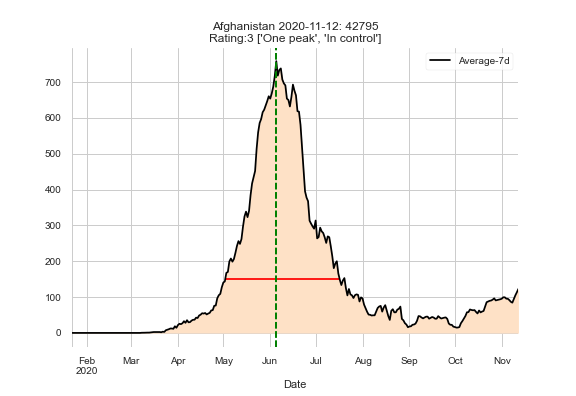 Afghanistan 2020-11-12: 42795
Rating:3 ['One peak', 'In control']
Average-7d
700
600
500
400
300
200
100
0
Feb Mar Apr May Jun Jul Aug Sep Oct Nov
2020
Date